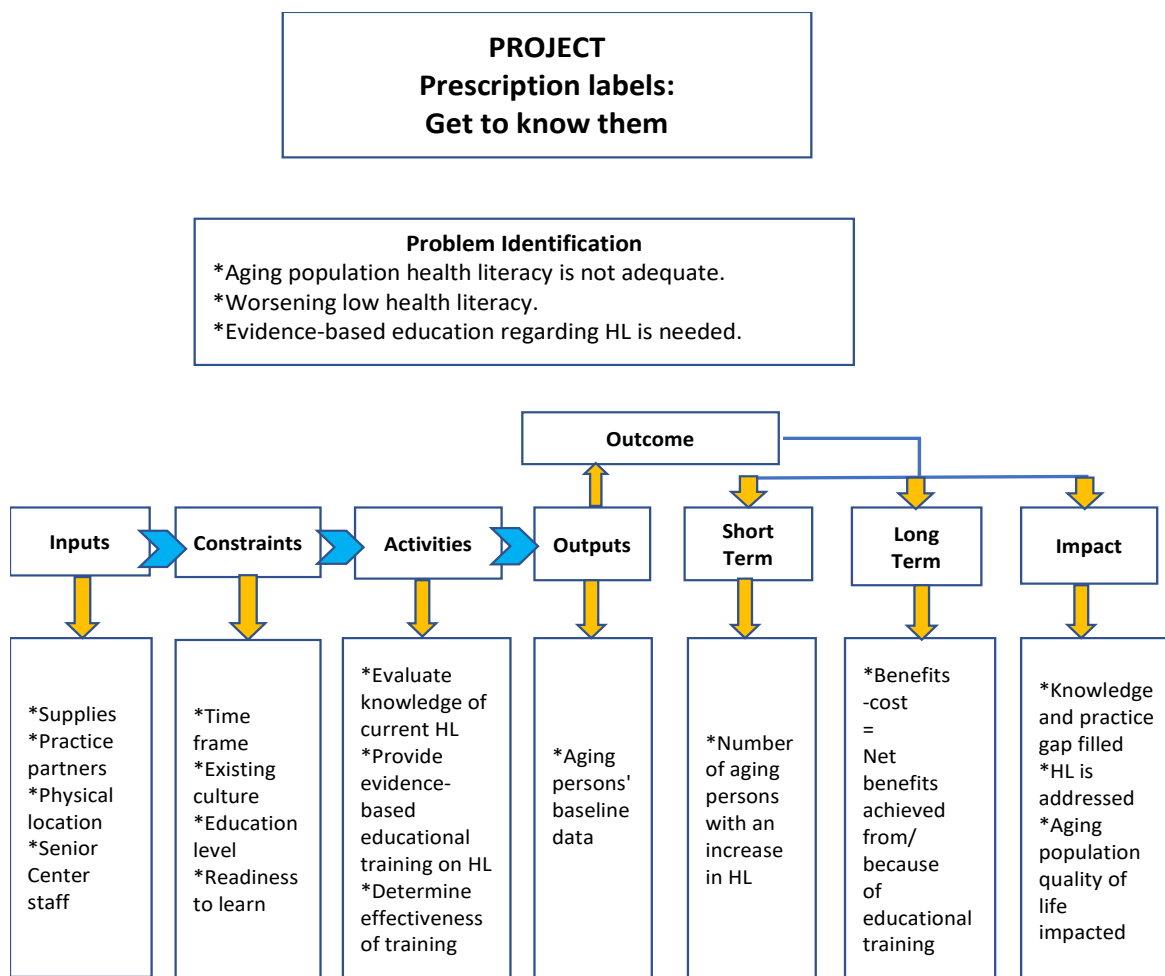 PROJECT
Prescription labels:
Get to know them
Problem Identification
*Aging population health literacy is not adequate.
*Worsening low health literacy.
*Evidence-based education regarding HL is needed.
Outcome
Inputs
Constraints
Activities
Outputs
Short
Term
Long
Term
Impact
*Supplies
*Practice
partners
*Physical
location
*Senior
Center
staff
*Time
frame
*Existing
culture
*Education
level
*Readiness
to learn
*Evaluate
knowledge of
current HL
*Provide
evidence-
based
educational
training on HL
*Determine
effectiveness
of training
*Aging
persons'
baseline
data
*Number
of aging
persons
with an
increase
in HL
*Benefits
-cost
=
Net
benefits
achieved
from/
because
of
educational
training
*Knowledge
and practice
gap filled
*HL is
addressed
*Aging
population
quality of
life
impacted